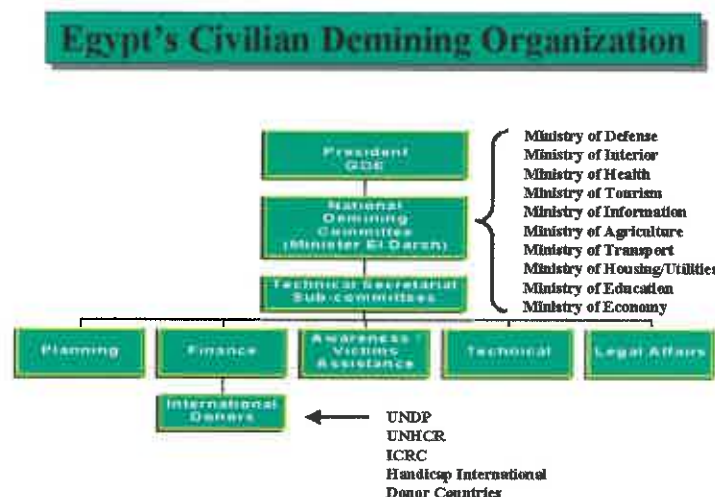 Egypt's Civilian Demining Organization
President
GOE
National
Demining
Committee
(Minister El Darsh)
Technical Secretariat
Sub-committees
Ministry of Defense
Ministry of Interior
Ministry of Health
Ministry of Tourism
Ministry of Information
Ministry of Agriculture
Ministry of Transport
Ministry of Housing/Utilities
Ministry of Education
Ministry of Economy
Planning
Finance
Awareness -
Victims
Assistance
Technical
Legal Affairs
International
Donors
UNDP
UNHCR
ICRC
Handicap International
Donor Countries